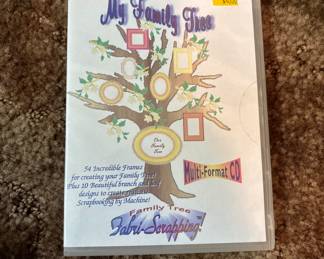 My Family Tree
Our
Family
Tree
54 Incredible Frames
for creating your Family Tree!
Plus 10 Beautiful branch and leaf
designs to create
Scrapbooking by Machine!
Multi-Format CD
Family Tree
Fabri-Scrapping!